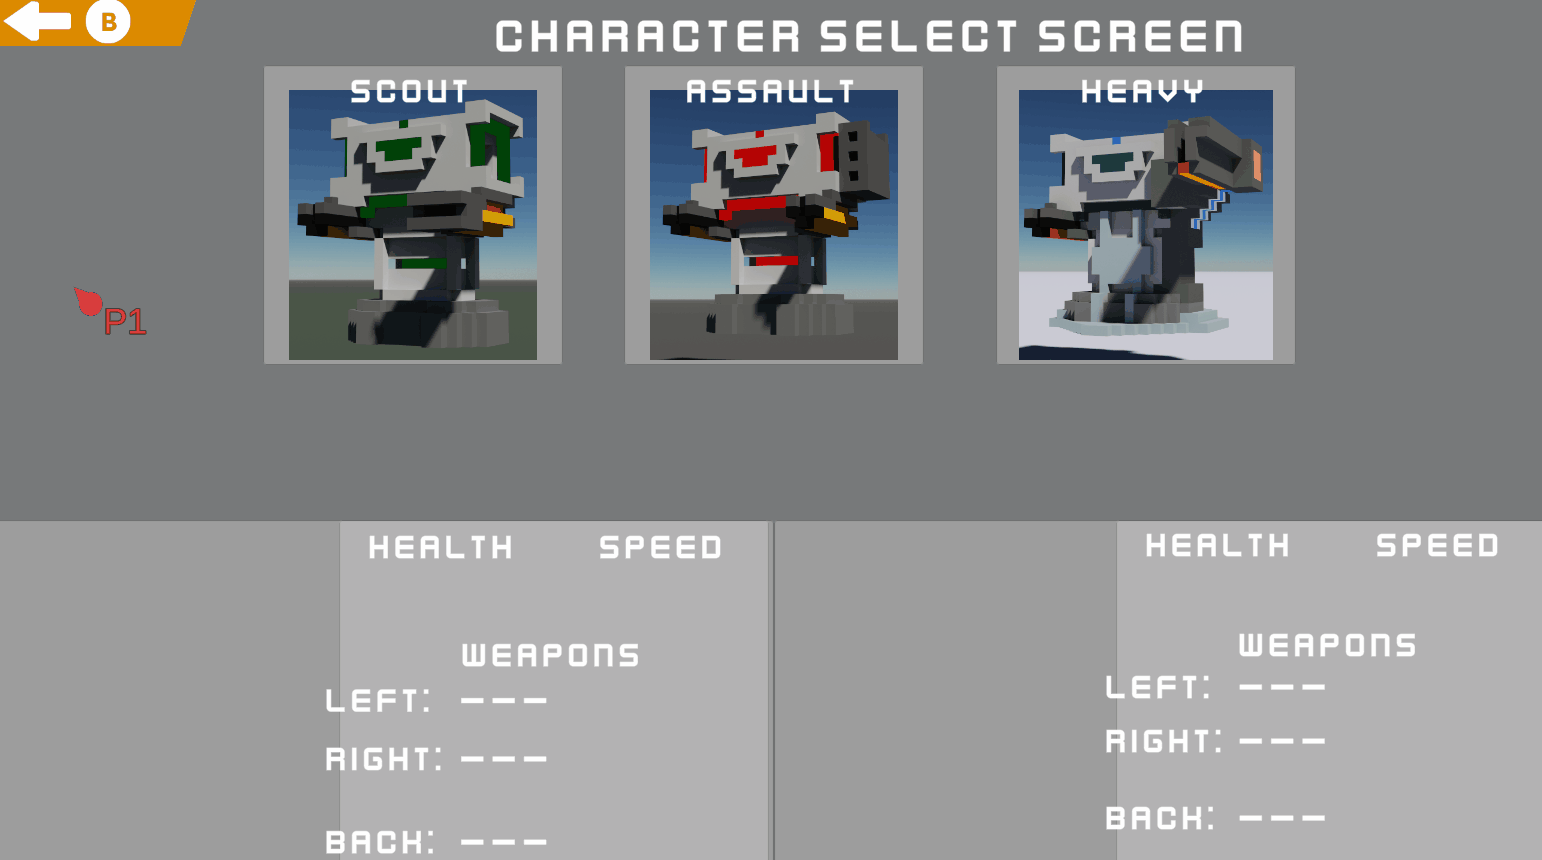 B
CHARACTER SELECT SCREEN
SCOUT
ASSAULT
HEAVY
P1
HEALTH SPEED
WEAPONS
LEFT: ---
RIGHT: ---
BACK: ---
HEALTH SPEED
WEAPONS
LEFT: ---
RIGHT: ---
BACK: ---